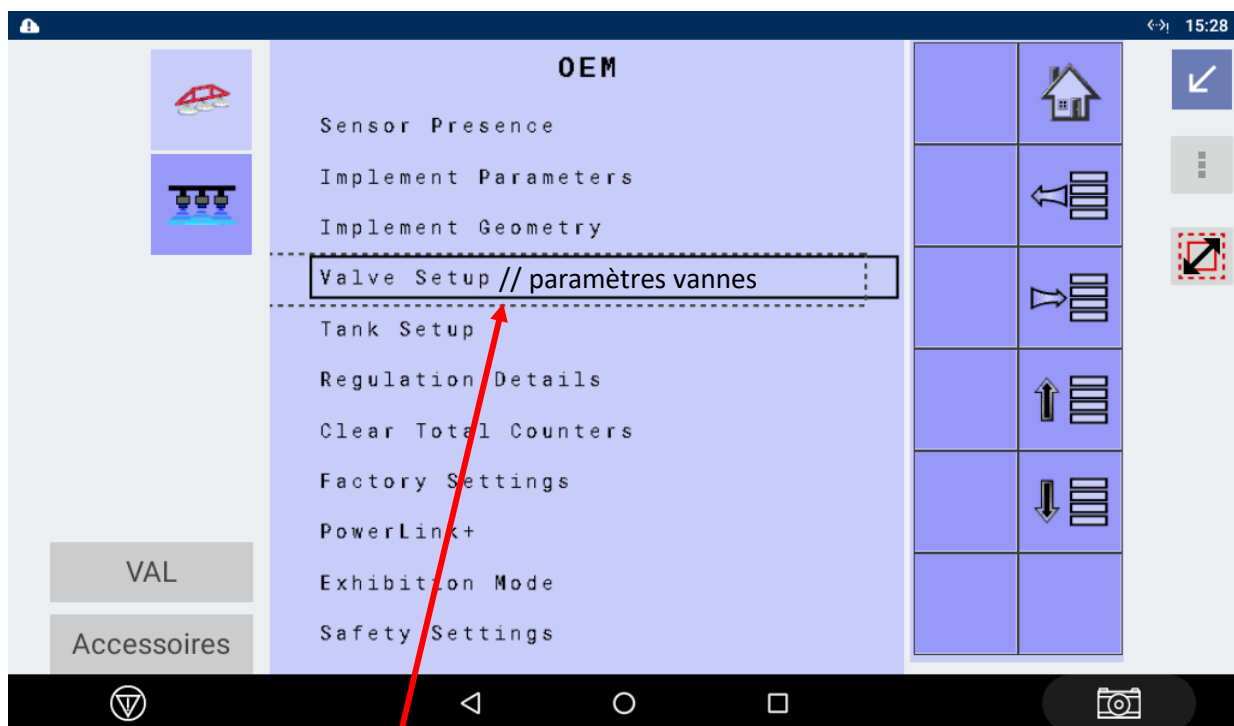 15:28
OEM
Sensor Presence
Implement Parameters
Implement Geometry
Valve Setup // paramètres vannes
Tank Setup
Regulation Details
Clear Total Counters
Factory Settings
PowerLink+
Exhibition Mode
Safety Settings
VAL
Accessoires